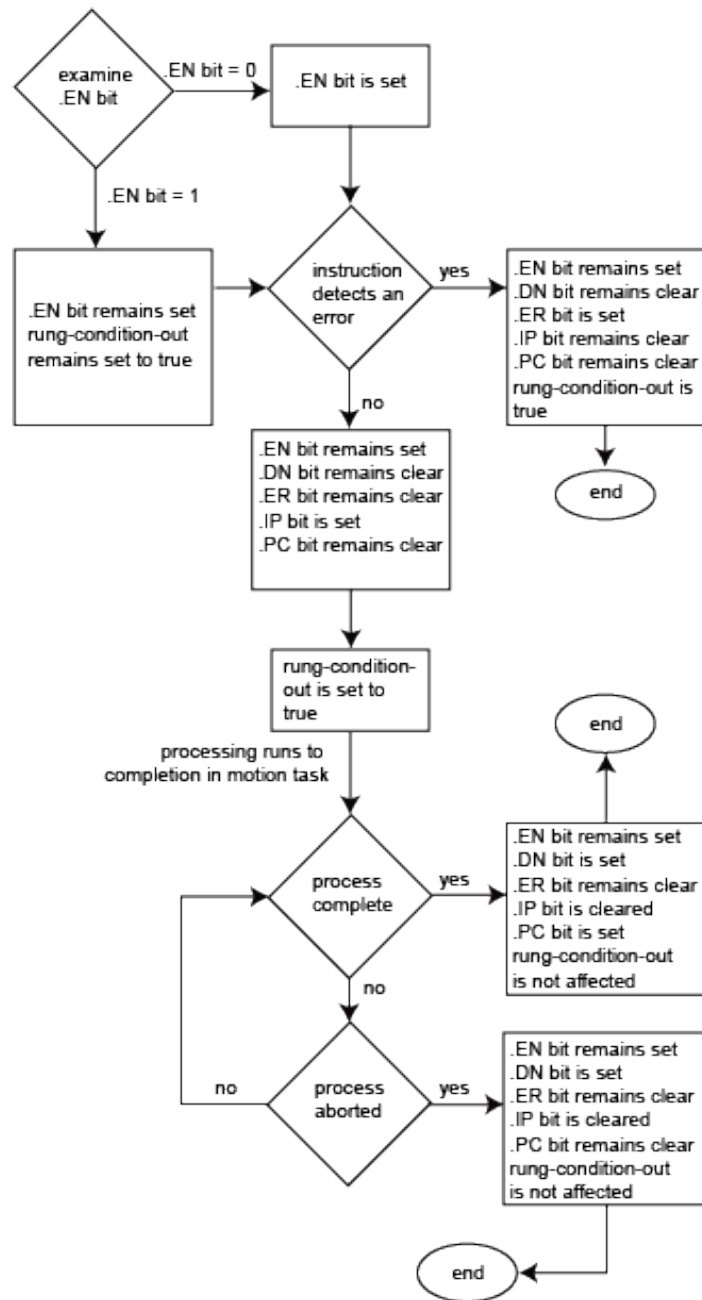 examine
.EN bit
.EN bit = 0
.EN bit is set
.EN bit = 1
.EN bit remains set
rung-condition-out
remains set to true
instruction
detects an
error
yes
.EN bit remains set
.DN bit remains clear
.ER bit is set
.IP bit remains clear
.PC bit remains clear
rung-condition-out is
true
end
no
.EN bit remains set
.DN bit remains clear
.ER bit remains clear
.IP bit is set
.PC bit remains clear
rung-condition-
out is set to
true
processing runs to
completion in motion task
end
process
complete
yes
.EN bit remains set
.DN bit is set
.ER bit remains clear
.IP bit is cleared
.PC bit is set
rung-condition-out
is not affected
no
no
process
aborted
yes
.EN bit remains set
.DN bit is set
.ER bit remains clear
.IP bit is cleared
.PC bit remains clear
rung-condition-out
is not affected
end